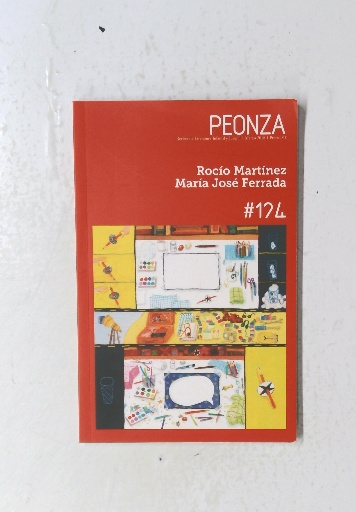 PEONZA
Rocío Martínez
María José Ferrada
#124